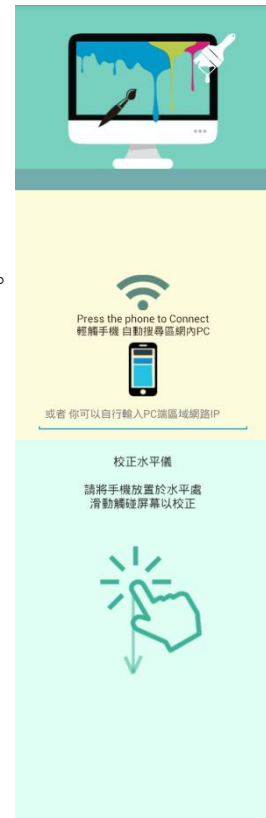 Press the phone to Connect
輕觸手機 自動搜尋區網內PC
或者 你可以自行輸入PC端區域網路IP
校正水平儀
請將手機放置於水平處
滑動觸碰屏幕以校正